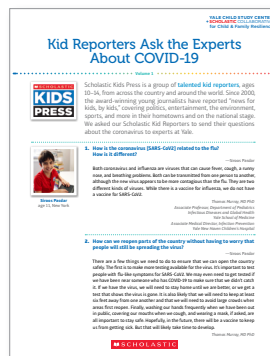 YALE CHILD STUDY CENTER
+ SCHOLASTIC COLLABORATIVE
for Child & Family Resilience
Kid Reporters Ask the Experts
About COVID-19
Volume 1
SCHOLASTIC
KIDS
PRESS
Scholastic Kids Press is a group of talented kid reporters, ages
10–14, from across the country and around the world. Since 2000,
the award-winning young journalists have reported "news for
kids, by kids," covering politics, entertainment, the environment,
sports, and more in their hometowns and on the national stage.
We asked our Scholastic Kid Reporters to send their questions
about the coronavirus to experts at Yale.
1. How is the coronavirus [SARS-CoV2] related to the flu?
How is it different?
—Simoni Pandar
Both coronavirus and influenza are viruses that can cause fever, cough, a runny
nose, and breathing problems. Both can be transmitted from one person to another,
although the new virus appears to be more contagious than the flu. They are two
different kinds of viruses. While there is a vaccine for influenza, we do not have
a vaccine for SARS-CoV2.
Thomas Murray, MD PhD
Associate Professor, Department of Pediatrics
Infectious Diseases and Global Health
Yale School of Medicine
Associate Medical Director, Infection Prevention
Yale New Haven Children's Hospital
age 11, New York
2. How can we reopen parts of the country without having to worry that
people will still be spreading the virus?
There are a few things we need to do to ensure that we can open the country
safely. The first is to make more testing available for the virus. It's important to test
people with flu-like symptoms for SARS-CoV2. We may even need to get tested if
we have been near someone who has COVID-19 to make sure that we didn't catch
it. If we have the virus, we will need to stay home until we are better, or we get a
test that shows the virus is gone. It is also likely that we will need to keep at least
six feet away from one another and that we will need to avoid large crowds when
areas first reopen. Finally, washing our hands frequently when we have been out
in public, covering our mouths when we cough, and wearing a mask, if asked, are
all important to stay safe. Hopefully, in the future, there will be a vaccine to keep
us from getting sick. But that will likely take time to develop.
Thomas Murray, MD PhD
SCHOLASTIC